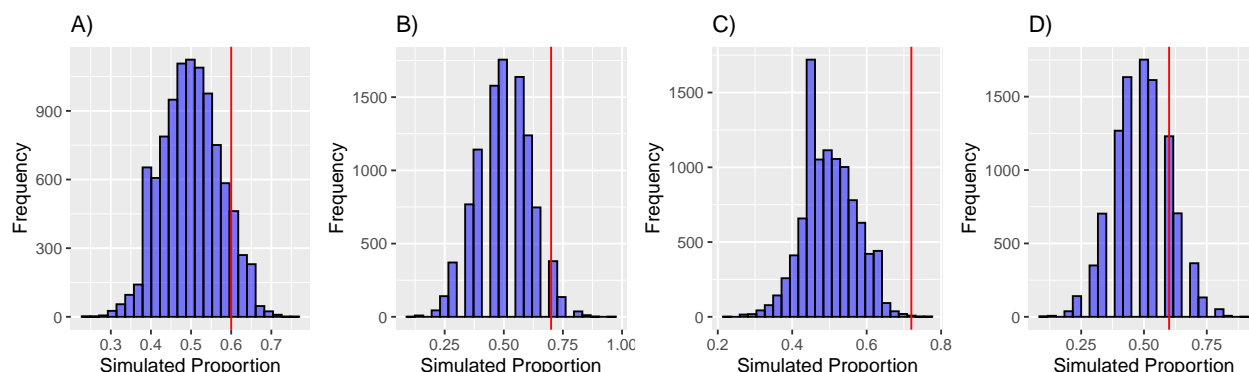 A)
Frequency
900
600
300
0
0.3 0.4 0.5 0.6 0.7
Simulated Proportion
B)
Frequency
1500
1000
500
0
0.25 0.50 0.75 1.00
Simulated Proportion
C)
Frequency
1500
1000
500
0
0.2 0.4 0.6 0.8
Simulated Proportion
D)
Frequency
1500
1000
500
0
0.25 0.50 0.75
Simulated Proportion